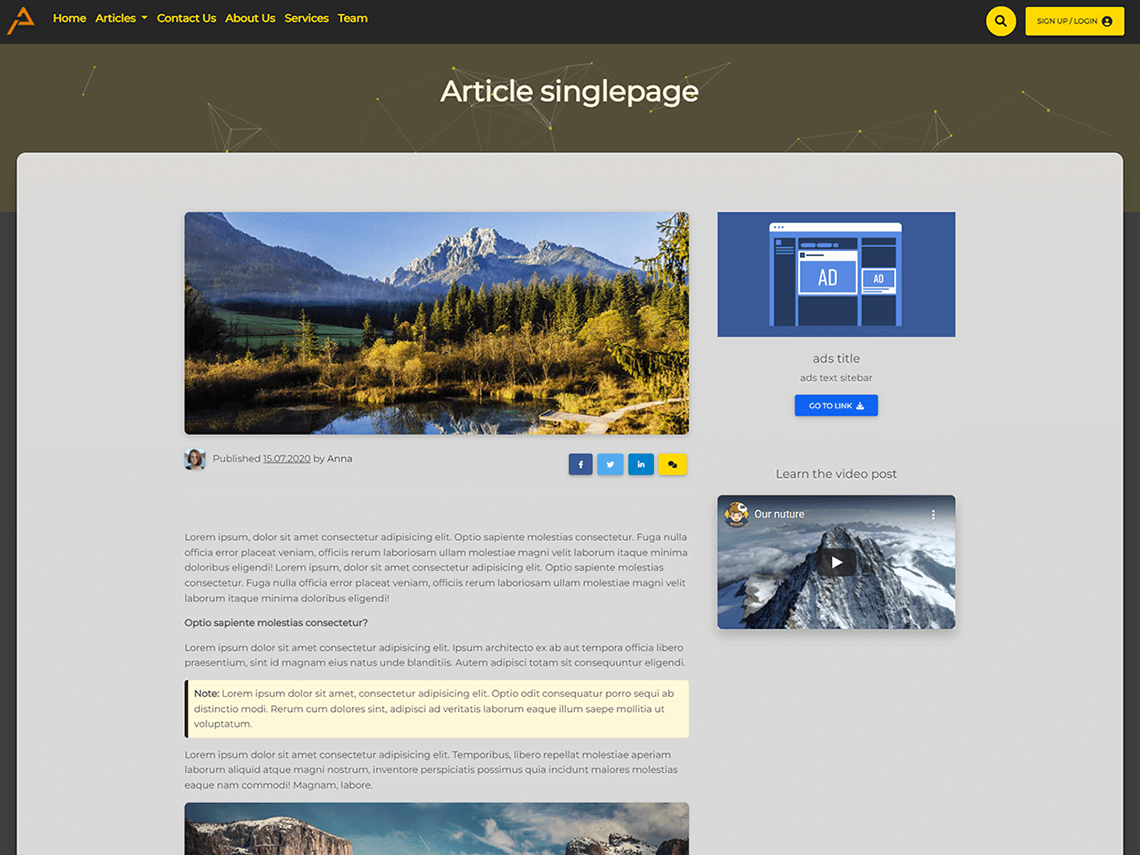 Home Articles Contact Us About Us Services Team
SIGN UP / LOGIN
Article singlepage
AD
AD
ads title
ads text sitebar
GO TO LINK
Published 15.07.2020 by Anna
f
in
Learn the video post
Our nuture
Lorem ipsum, dolor sit amet consectetur adipisicing elit. Optio sapiente molestias consectetur. Fuga nulla
officia error placeat veniam, officiis rerum laboriosam ullam molestiae magni velit laborum itaque minima
doloribus eligendi! Lorem ipsum, dolor sit amet consectetur adipisicing elit. Optio sapiente molestias
consectetur. Fuga nulla officia error placeat veniam, officiis rerum laboriosam ullam molestiae magni velit
laborum itaque minima doloribus eligendi!
Optio sapiente molestias consectetur?
Lorem ipsum dolor sit amet consectetur adipisicing elit. Ipsum architecto ex ab aut tempora officia libero
praesentium, sint id magnam eius natus unde blanditiis. Autem adipisci totam sit consequuntur eligendi.
Note: Lorem ipsum dolor sit amet, consectetur adipisicing elit. Optio odit consequatur porro sequi ab
distinctio modi. Rerum cum dolores sint, adipisci ad veritatis laborum eaque illum saepe mollitia ut
voluptatum.
Lorem ipsum dolor sit amet consectetur adipisicing elit. Temporibus, libero repellat molestiae aperiam
laborum aliquid atque magni nostrum, inventore perspiciatis possimus quia incidunt maiores molestias
eaque nam commodi! Magnam, labore.